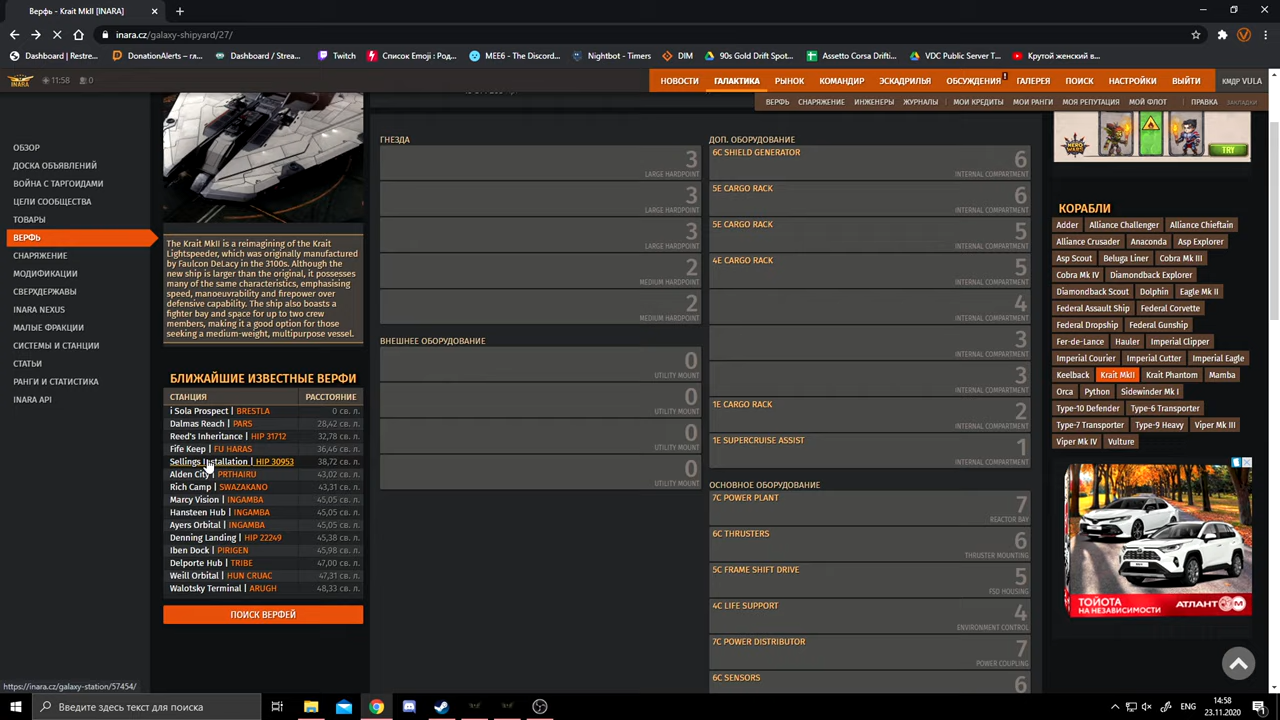 Верфь - Krait MkII [INARA]
inara.cz/galaxy-shipyard/27/
Dashboard | Restre...
DonationAlerts — гл...
Dashboard / Strea...
Twitch
Список Emoji : Pr...
MEE6 - The Discord...
Nightbot - Timers
DIM
90s Gold Drift Spot...
Assetto Corsa Drifti...
VDC Public Server T...
Крутой женский в...
11:58
0
НОВОСТИ
ГАЛАКТИКА
РЫНОК
КОМАНДИР
ЭСКАДРИЛЬЯ
ОБСУЖДЕНИЯ
ГАЛЕРЕЯ
ПОИСК
НАСТРОЙКИ
ВЫЙТИ
КМДР VULA
ВЕРФЬ
СНАРЯЖЕНИЕ
ИНЖЕНЕРЫ
ЖУРНАЛЫ
МОИ КРЕДИТЫ
МОИ РАНГИ
МОЯ РЕПУТАЦИЯ
МОЙ ФЛОТ
ПРАВКА
ЗАКЛАДКИ
ОБЗОР
ДОСКА ОБЪЯВЛЕНИЙ
ВОЙНА С ТАРГОИДАМИ
ЦЕЛИ СООБЩЕСТВА
ТОВАРЫ
ВЕРФЬ
СНАРЯЖЕНИЕ
МОДИФИКАЦИИ
СВЕРХДЕРЖАВЫ
INARA NEXUS
МАЛЫЕ ФРАКЦИИ
СИСТЕМЫ И СТАНЦИИ
СТАТЬИ
РАНГИ И СТАТИСТИКА
INARA API
The Krait MkII is a reimagining of the Krait
Lightspeeder, which was originally manufactured
by Faulcon DeLacy in the 3100s. Although the
new ship is larger than the original, it possesses
many of the same characteristics, emphasising
speed, manoeuvrability and firepower over
defensive capability. The ship also boasts a
fighter bay and space for up to two crew
members, making it a good option for those
seeking a medium-weight, multipurpose vessel.
БЛИЖАЙШИЕ ИЗВЕСТНЫЕ ВЕРФИ
СТАНЦИЯ РАССТОЯНИЕ
i Sola Prospect | BRESTLA 0 св. л.
Dalmas Reach | PARS 28,42 св. л.
Reed's Inheritance | HIP 31712 32,78 св. л.
Fife Keep | FU HARAS 36,46 св. л.
Sellings Installation | HIP 30953 38,72 св. л.
Alden City | PRTHAIRU 43,02 св. л.
Rich Camp | SWAZAKANO 43,31 св. л.
Marcy Vision | INGAMBA 45,05 св. л.
Hansteen Hub | INGAMBA 45,05 св. л.
Ayers Orbital | INGAMBA 45,05 св. л.
Denning Landing | HIP 22249 45,38 св. л.
Iben Dock | PIRIGEN 45,98 св. л.
Delporte Hub | TRIBE 47,00 св. л.
Weill Orbital | HUN CRUAC 47,31 св. л.
Walotsky Terminal | ARUGH 48,33 св. л.
ПОИСК ВЕРФЕЙ
ГНЕЗДА
3
LARGE HARDPOINT
3
LARGE HARDPOINT
3
LARGE HARDPOINT
2
MEDIUM HARDPOINT
2
MEDIUM HARDPOINT
ВНЕШНЕЕ ОБОРУДОВАНИЕ
0
UTILITY MOUNT
0
UTILITY MOUNT
0
UTILITY MOUNT
0
UTILITY MOUNT
ДОП. ОБОРУДОВАНИЕ
6C SHIELD GENERATOR 6
INTERNAL COMPARTMENT
5E CARGO RACK 6
INTERNAL COMPARTMENT
5E CARGO RACK 5
INTERNAL COMPARTMENT
4E CARGO RACK 5
INTERNAL COMPARTMENT
4
INTERNAL COMPARTMENT
3
INTERNAL COMPARTMENT
3
INTERNAL COMPARTMENT
1E CARGO RACK 2
INTERNAL COMPARTMENT
1E SUPERCRUISE ASSIST 1
INTERNAL COMPARTMENT
ОСНОВНОЕ ОБОРУДОВАНИЕ
7C POWER PLANT 7
REACTOR BAY
6C THRUSTERS 6
THRUSTER MOUNTING
5C FRAME SHIFT DRIVE 5
FSD HOUSING
4C LIFE SUPPORT 4
ENVIRONMENT CONTROL
7C POWER DISTRIBUTOR 7
POWER COUPLING
6C SENSORS 6
HERO WARS
TRY
КОРАБЛИ
Adder Alliance Challenger Alliance Chieftain
Alliance Crusader Anaconda Asp Explorer
Asp Scout Beluga Liner Cobra Mk III
Cobra Mk IV Diamondback Explorer
Diamondback Scout Dolphin Eagle Mk II
Federal Assault Ship Federal Corvette
Federal Dropship Federal Gunship
Fer-de-Lance Hauler Imperial Clipper
Imperial Courier Imperial Cutter Imperial Eagle
Keelback Krait MkII Krait Phantom Mamba
Orca Python Sidewinder Mk I
Type-10 Defender Type-6 Transporter
Type-7 Transporter Type-9 Heavy Viper Mk III
Viper Mk IV Vulture
ТОЙОТА
НА НЕЗАВИСИМОСТИ
АТЛАНТ М
https://inara.cz/galaxy-station/57454/
Введите здесь текст для поиска
ENG
14:58
23.11.2020